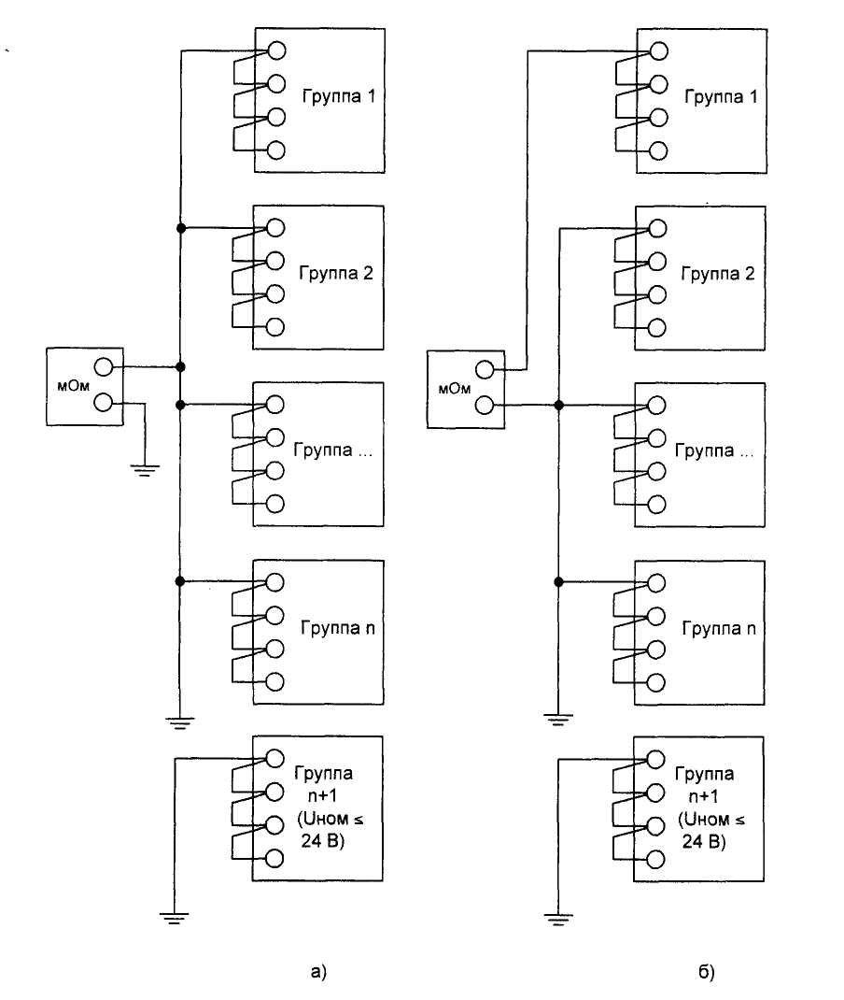 Группа 1
Группа 2
мОм
Группа ...
Группа n
Группа
n+1
(Uном ≤
24 В)
а)
Группа 1
Группа 2
мОм
Группа ...
Группа n
Группа
n+1
(Uном ≤
24 В)
б)